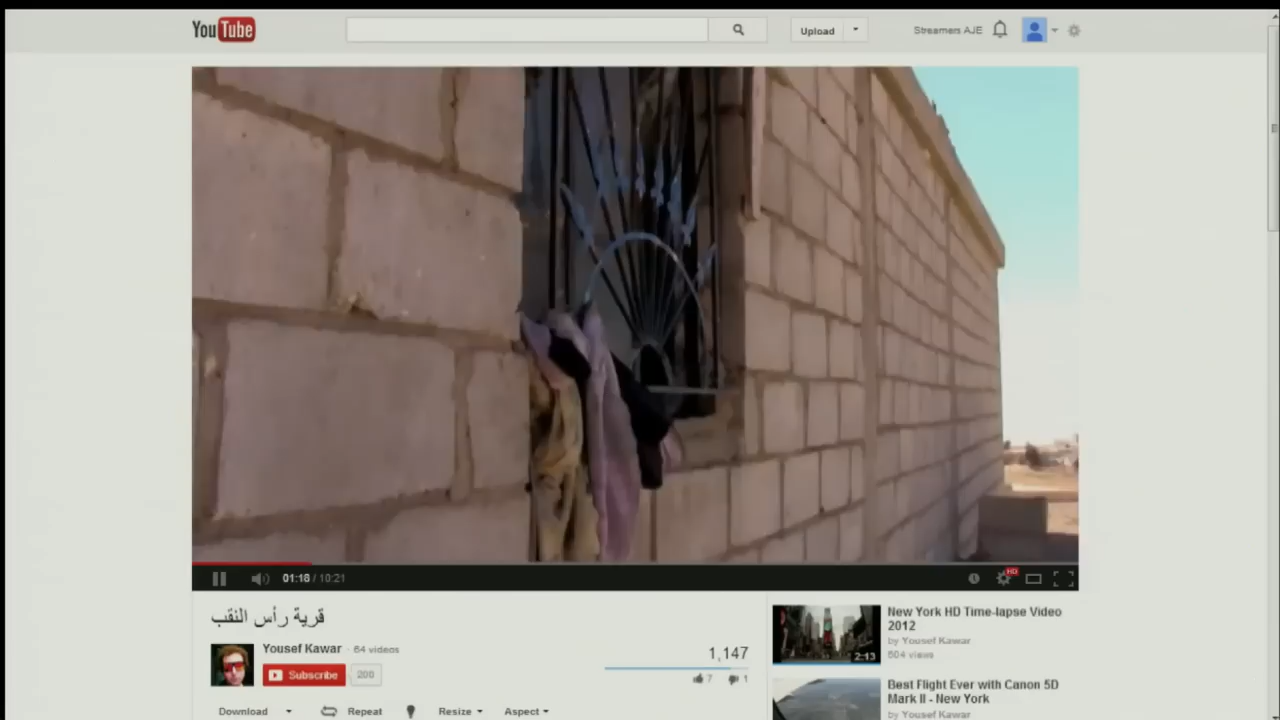 YouTube
Upload
Streamers AJE
01:18 / 10:21
HD
قرية رأس النقب
Yousef Kawar · 64 videos
Subscribe 200
1,147
7 1
Download Repeat Resize Aspect
New York HD Time-lapse Video
2012
by Yousef Kawar
604 views
2:13
Best Flight Ever with Canon 5D
Mark II - New York
by Yousef Kawar